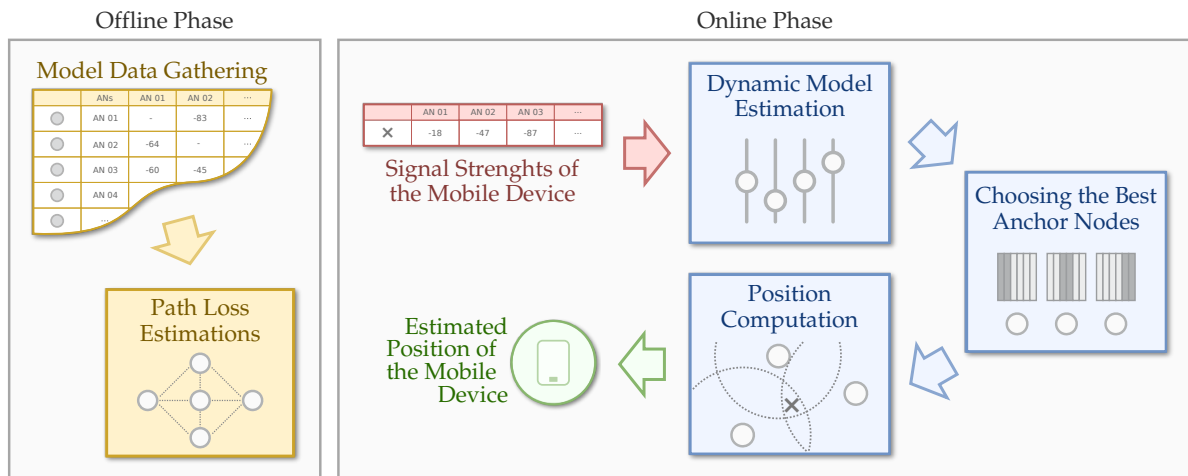 Offline Phase
Model Data Gathering
ANs AN 01 AN 02 ...
AN 01 - -83 ...
AN 02 -64 - ...
AN 03 -60 -45
AN 04
...
Path Loss
Estimations
Online Phase
AN 01 AN 02 AN 03 ...
× -18 -47 -87 ...
Signal Strenghts of
the Mobile Device
Dynamic Model
Estimation
Choosing the Best
Anchor Nodes
Position
Computation
Estimated
Position of
the Mobile
Device